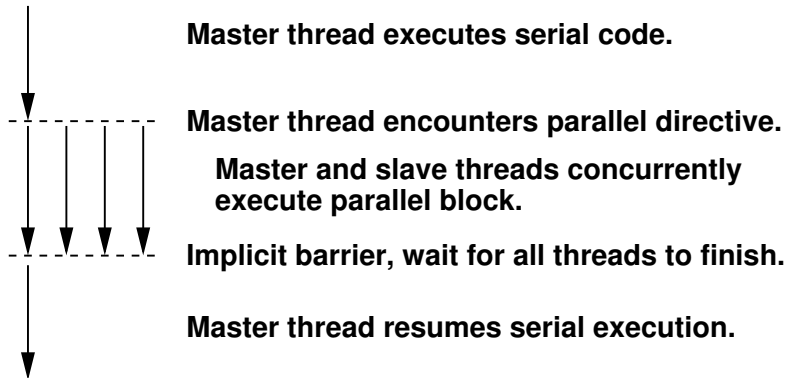 Master thread executes serial code.
Master thread encounters parallel directive.
Master and slave threads concurrently
execute parallel block.
Implicit barrier, wait for all threads to finish.
Master thread resumes serial execution.